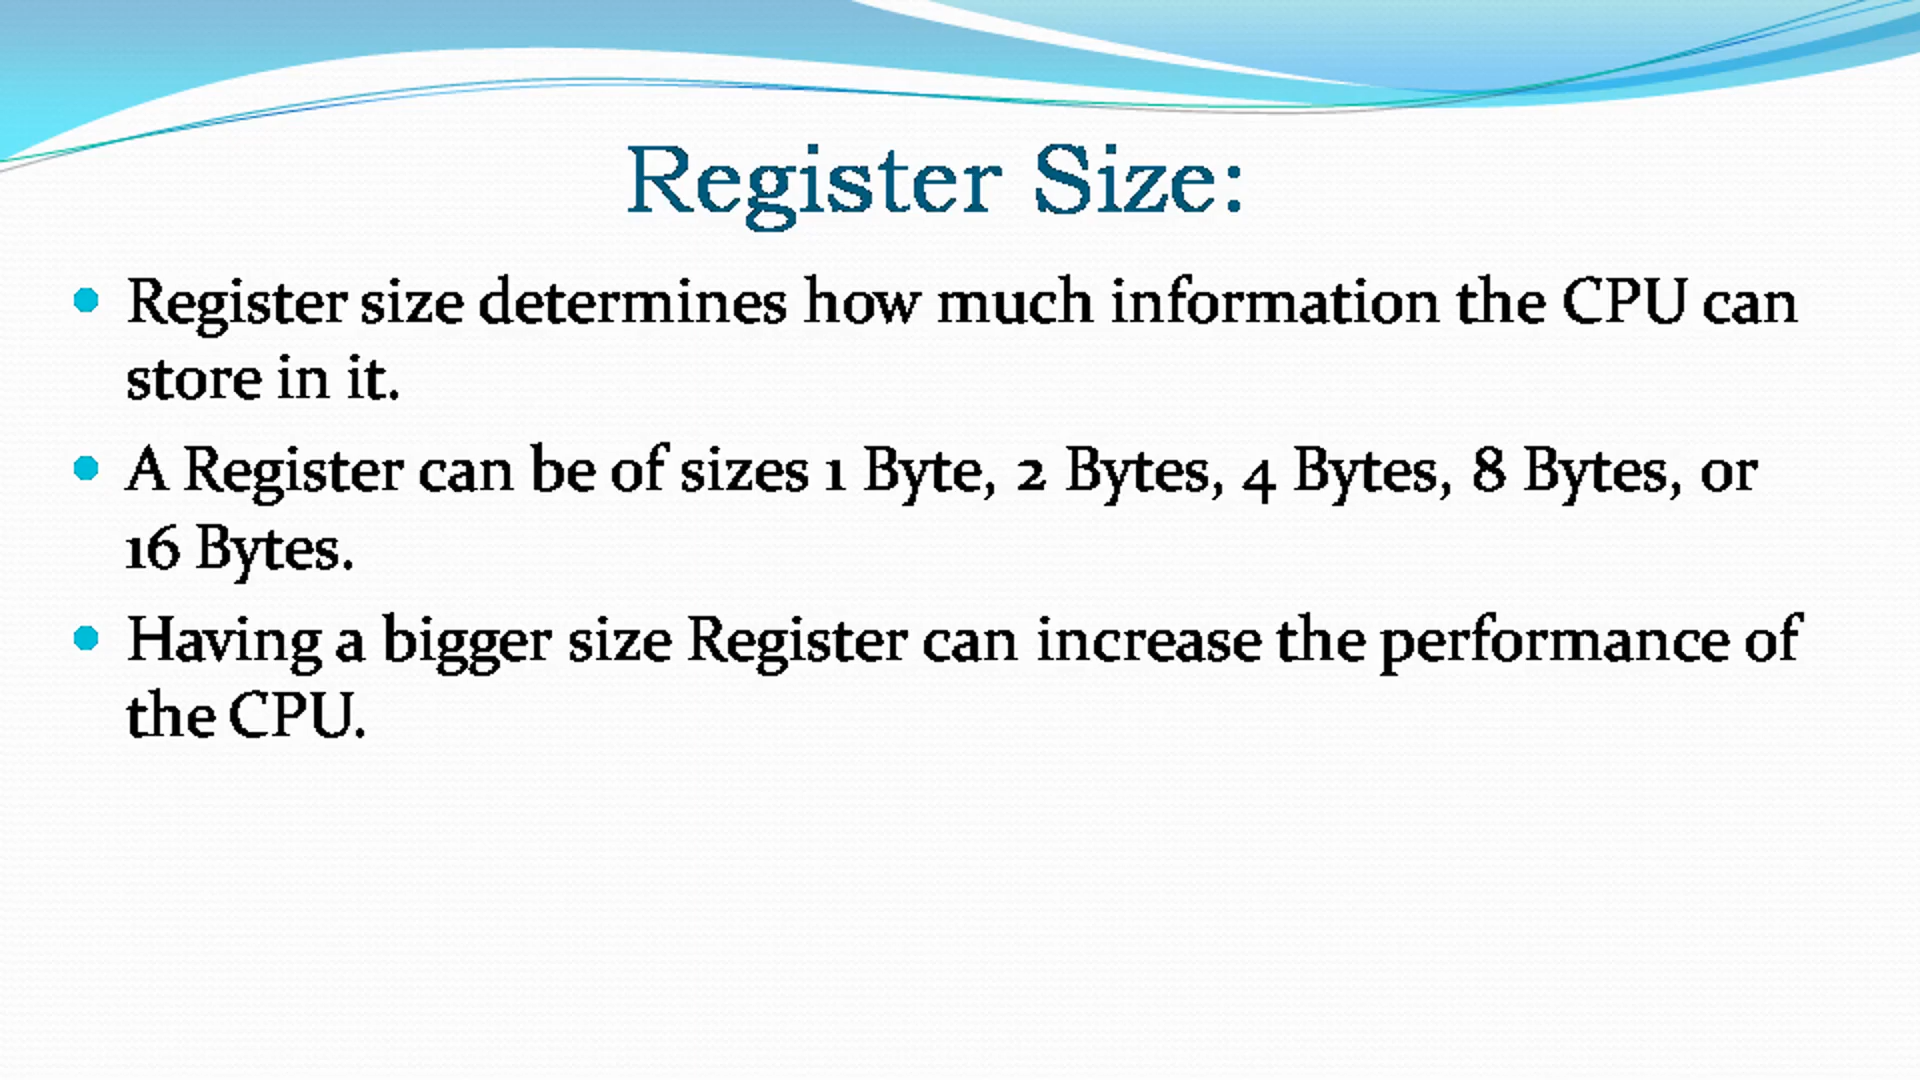 Register Size:
Register size determines how much information the CPU can
store in it.
A Register can be of sizes 1 Byte, 2 Bytes, 4 Bytes, 8 Bytes, or
16 Bytes.
Having a bigger size Register can increase the performance of
the CPU.